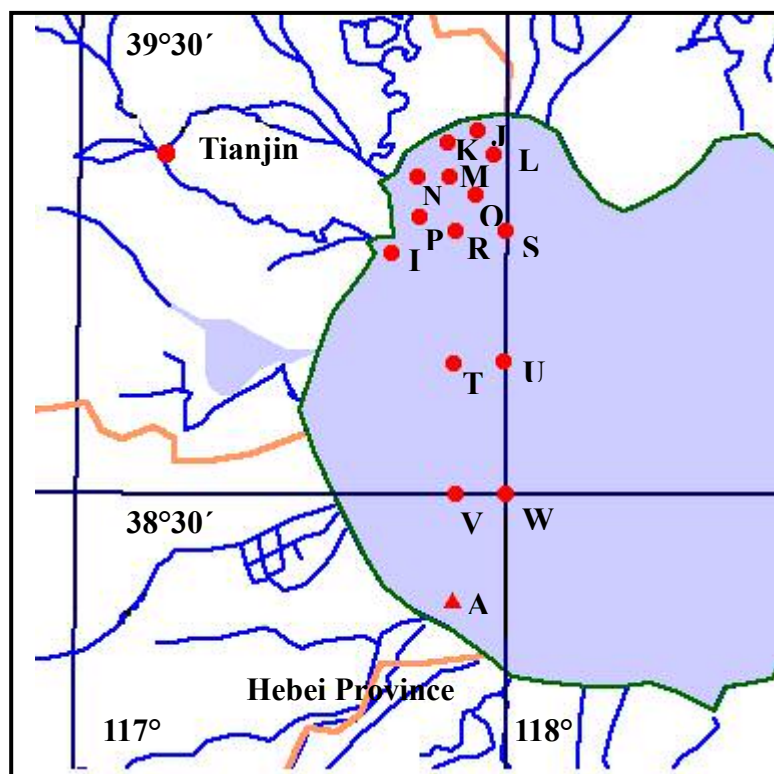 39°30′
Tianjin
J
K
L
M
N
O
P
R
S
I
T
U
38°30′
V
W
A
Hebei Province
117°
118°